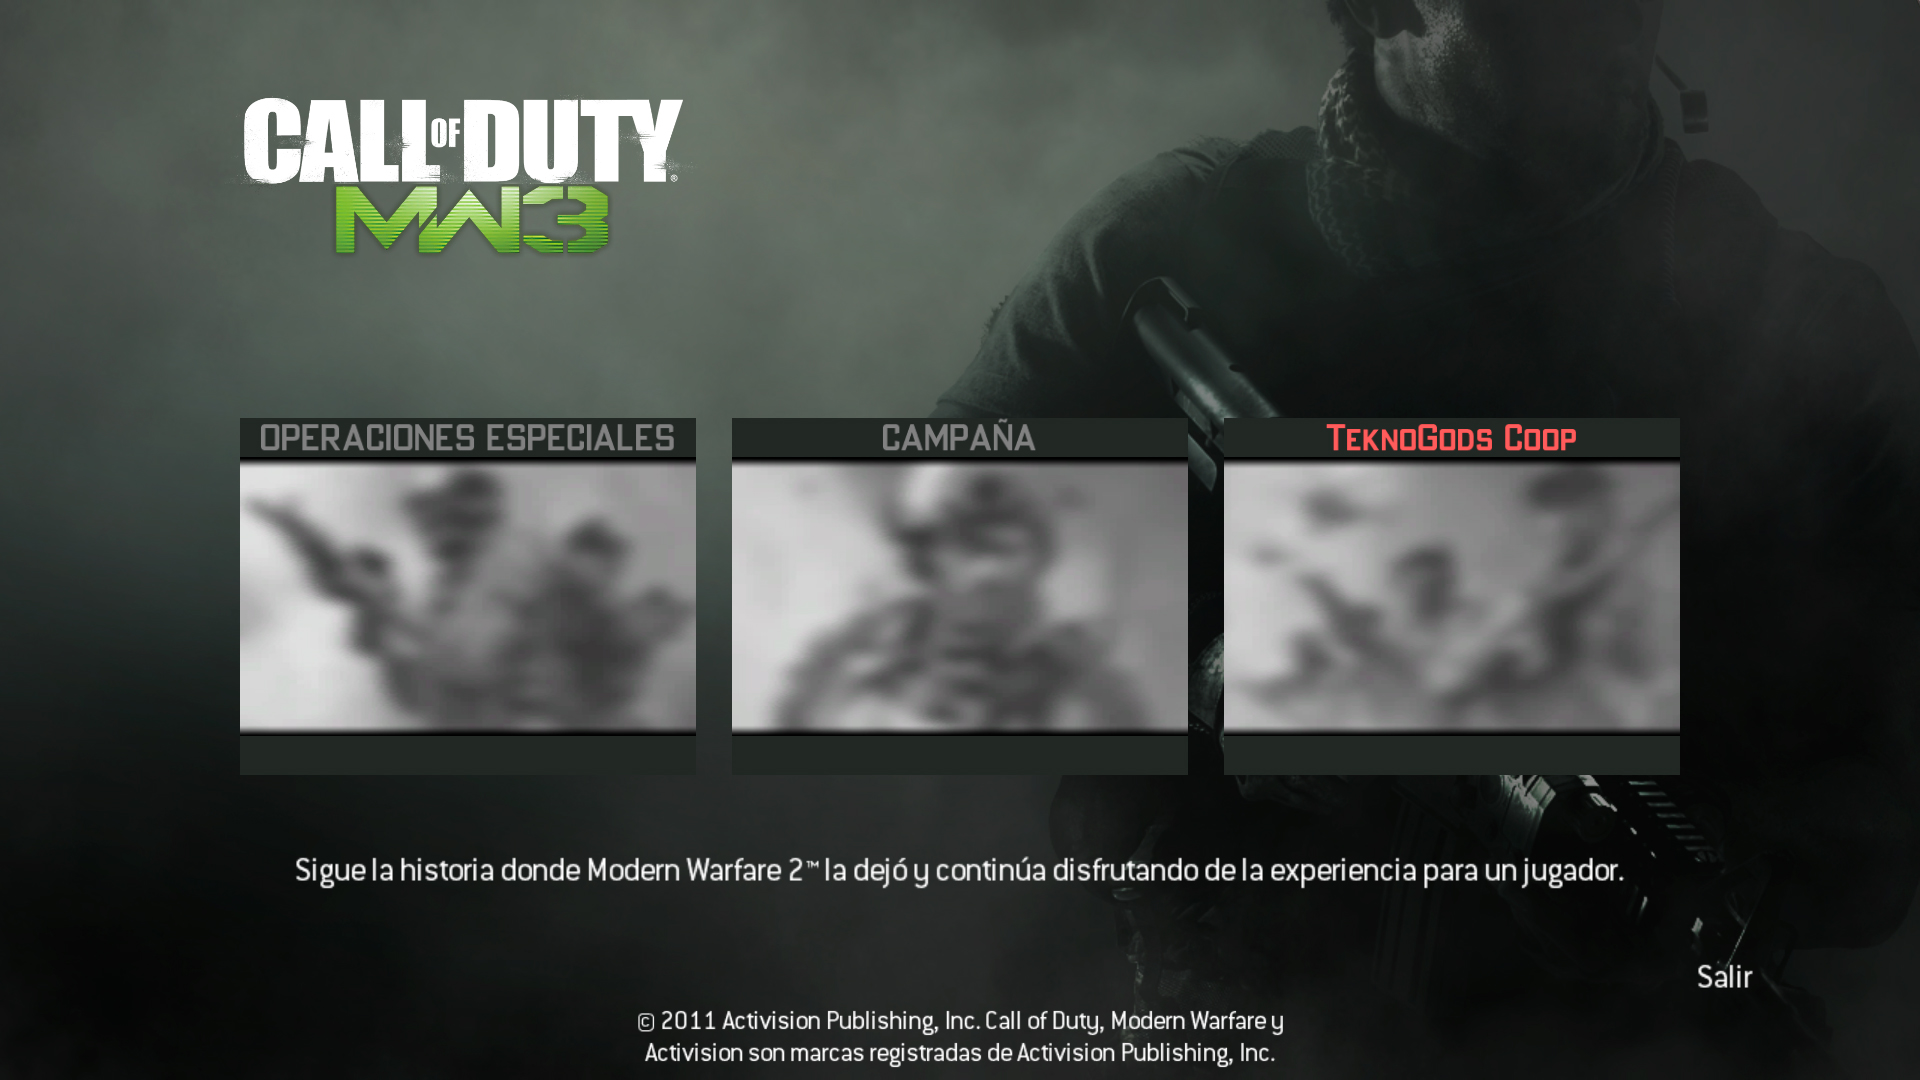 CALL OF DUTY®
MW3
OPERACIONES ESPECIALES
CAMPAÑA
TEKNOGODS COOP
Sigue la historia donde Modern Warfare 2™ la dejó y continúa disfrutando de la experiencia para un jugador.
Salir
© 2011 Activision Publishing, Inc. Call of Duty, Modern Warfare y
Activision son marcas registradas de Activision Publishing, Inc.